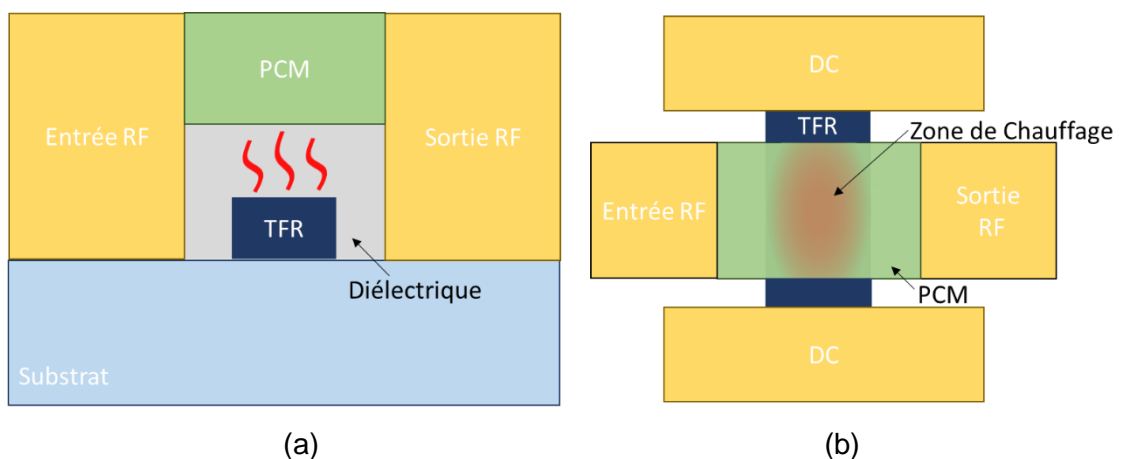 PCM
Entrée RF
Sortie RF
TFR
Diélectrique
Substrat
(a)
DC
TFR
Zone de Chauffage
Entrée RF
Sortie
RF
PCM
DC
(b)